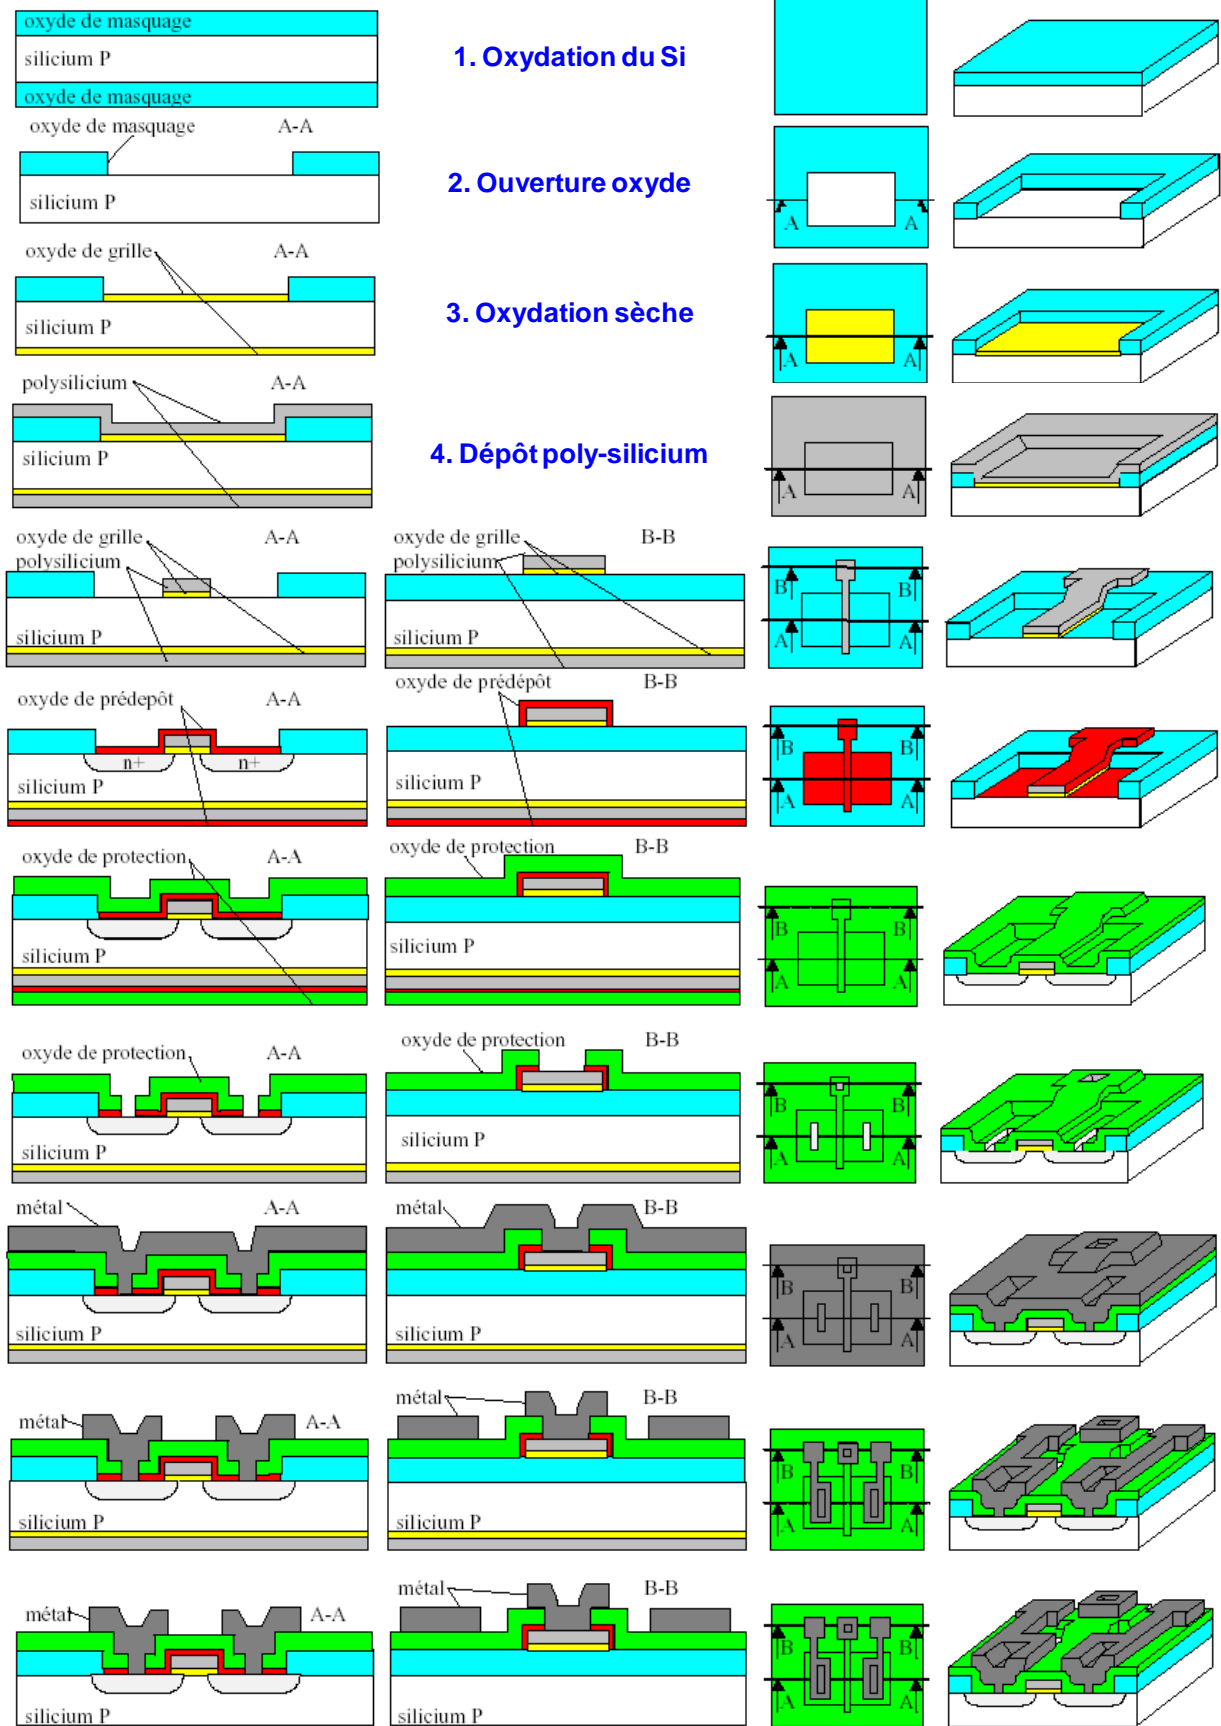 oxyde de masquage
silicium P
oxyde de masquage
1. Oxydation du Si
oxyde de masquage A-A
silicium P
2. Ouverture oxyde
A A
oxyde de grille A-A
silicium P
3. Oxydation sèche
A A
polysilicium A-A
silicium P
4. Dépôt poly-silicium
A A
oxyde de grille A-A
polysilicium
silicium P
oxyde de grille B-B
polysilicium
silicium P
B B
A A
oxyde de prédepôt A-A
n+ n+
silicium P
oxyde de prédépôt B-B
silicium P
B B
A A
oxyde de protection A-A
silicium P
oxyde de protection B-B
silicium P
B B
A A
oxyde de protection A-A
silicium P
oxyde de protection B-B
silicium P
B B
A A
métal A-A
silicium P
métal B-B
silicium P
B B
A A
métal A-A
silicium P
métal B-B
silicium P
B B
A A
métal A-A
silicium P
métal B-B
silicium P
B B
A A